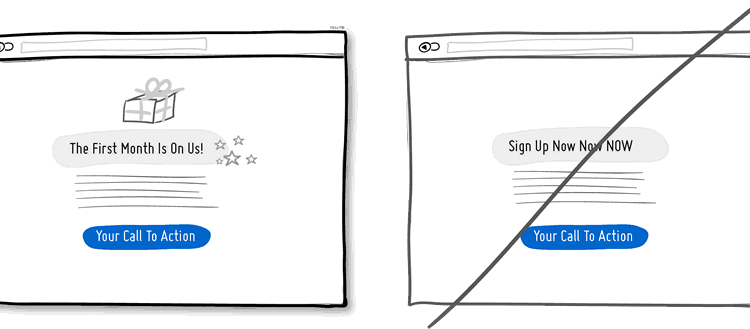 The First Month Is On Us!
Your Call To Action
Sign Up Now Now NOW
Your Call To Action